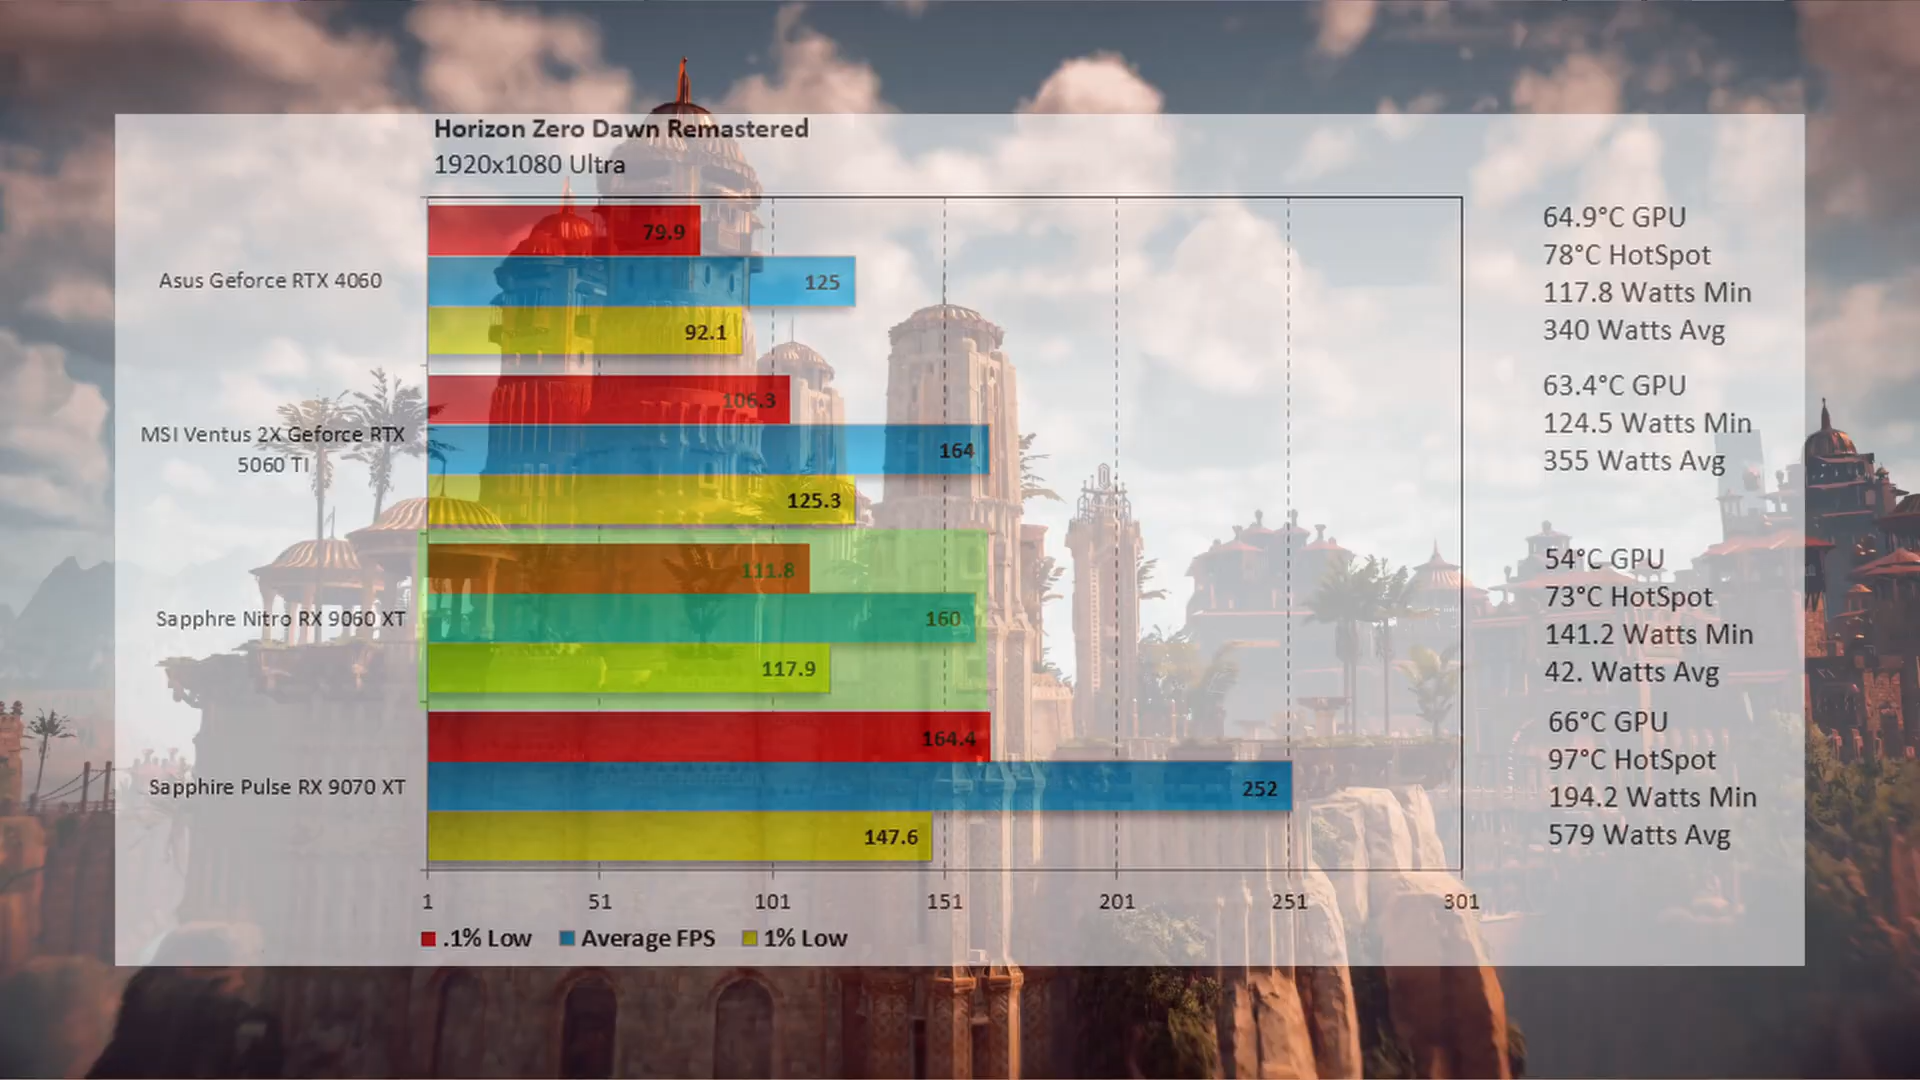 Horizon Zero Dawn Remastered
1920x1080 Ultra
Asus Geforce RTX 4060
79.9
125
92.1
64.9°C GPU
78°C HotSpot
117.8 Watts Min
340 Watts Avg
MSI Ventus 2X Geforce RTX
5060 TI
106.3
164
125.3
63.4°C GPU
124.5 Watts Min
355 Watts Avg
Sapphre Nitro RX 9060 XT
111.8
160
117.9
54°C GPU
73°C HotSpot
141.2 Watts Min
42. Watts Avg
Sapphire Pulse RX 9070 XT
164.4
252
147.6
66°C GPU
97°C HotSpot
194.2 Watts Min
579 Watts Avg
1 51 101 151 201 251 301
.1% Low Average FPS 1% Low